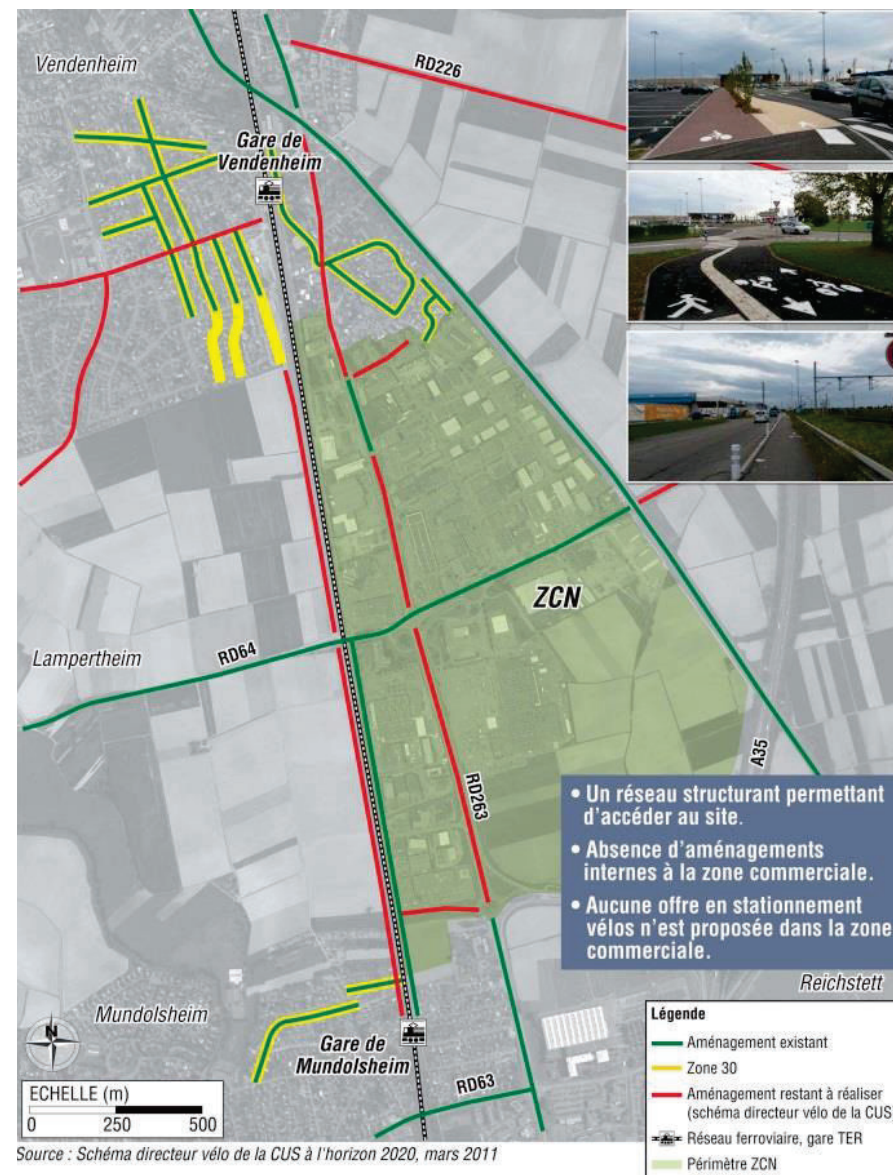 Vendenheim
RD226
Gare de
Vendenheim
ZCN
Lampertheim
RD64
A35
RD263
• Un réseau structurant permettant
d'accéder au site.
• Absence d'aménagements
internes à la zone commerciale.
• Aucune offre en stationnement
vélos n'est proposée dans la zone
commerciale.
Reichstett
Mundolsheim
N
Gare de
Mundolsheim
RD63
ECHELLE (m)
0 250 500
Légende
Aménagement existant
Zone 30
Aménagement restant à réaliser
(schéma directeur vélo de la CUS
Réseau ferroviaire, gare TER
Périmètre ZCN
Source : Schéma directeur vélo de la CUS à l'horizon 2020, mars 2011